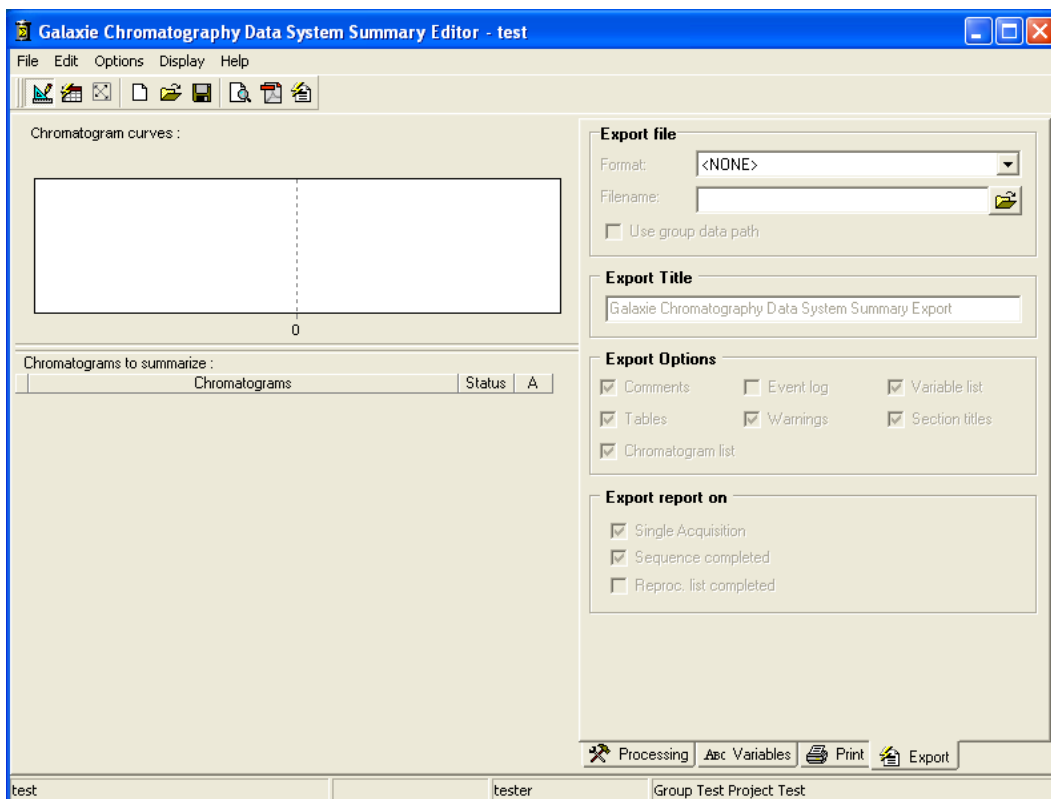 Galaxie Chromatography Data System Summary Editor - test
File Edit Options Display Help
Chromatogram curves :
0
Chromatograms to summarize :
Chromatograms Status A
Export file
Format: <NONE>
Filename:
Use group data path
Export Title
Galaxie Chromatography Data System Summary Export
Export Options
Comments Event log Variable list
Tables Warnings Section titles
Chromatogram list
Export report on
Single Acquisition
Sequence completed
Reproc. list completed
Processing ABC Variables Print Export
test tester Group Test Project Test